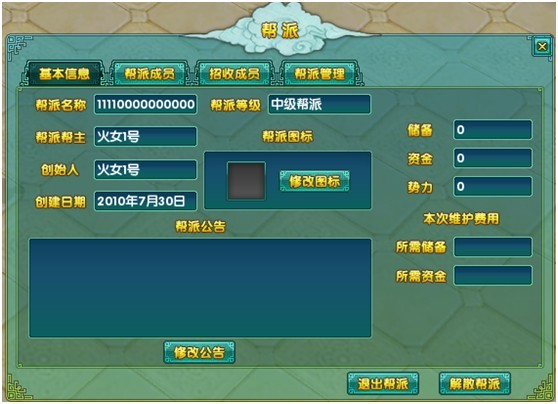 帮派
基本信息 帮派成员 招收成员 帮派管理
帮派名称 11110000000000 帮派等级 中级帮派
储备 0
帮派帮主 火女1号 帮派图标
资金 0
创始人 火女1号 修改图标
势力 0
创建日期 2010年7月30日
本次维护费用
帮派公告
所需储备
所需资金
修改公告
退出帮派 解散帮派